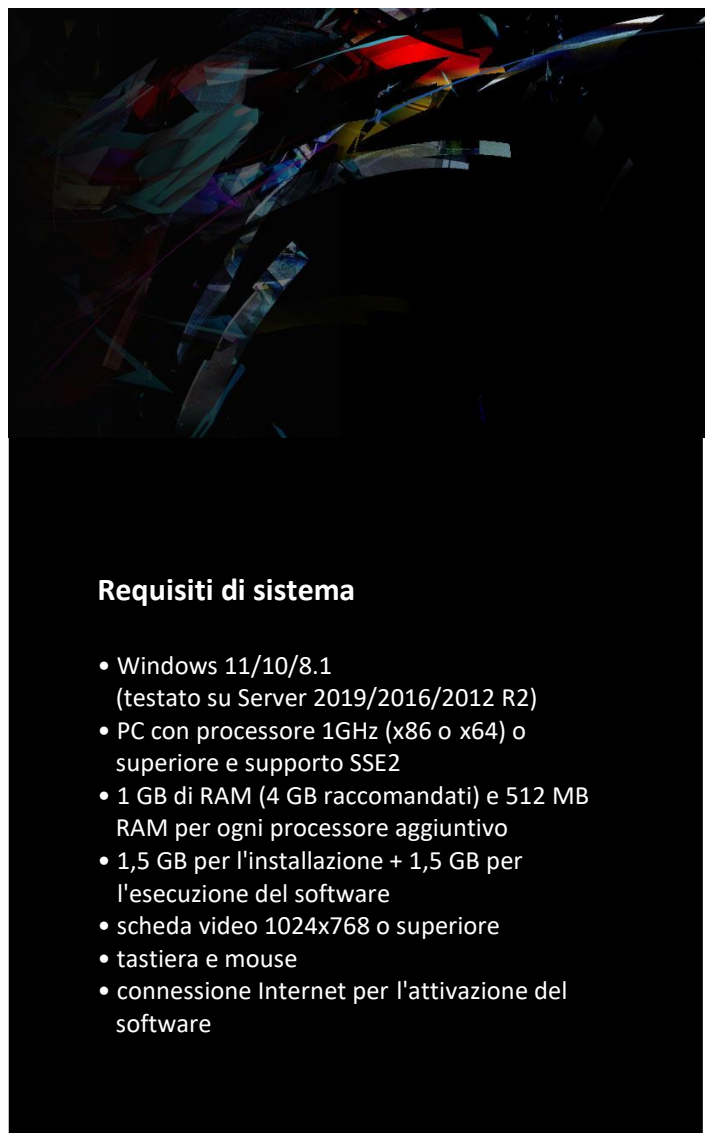 Requisiti di sistema
• Windows 11/10/8.1
(testato su Server 2019/2016/2012 R2)
• PC con processore 1GHz (x86 o x64) o
superiore e supporto SSE2
• 1 GB di RAM (4 GB raccomandati) e 512 MB
RAM per ogni processore aggiuntivo
• 1,5 GB per l'installazione + 1,5 GB per
l'esecuzione del software
• scheda video 1024x768 o superiore
• tastiera e mouse
• connessione Internet per l'attivazione del
software